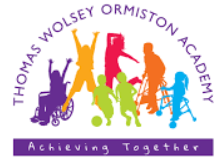 THOMAS WOLSEY ORMISTON ACADEMY
Achieving Together